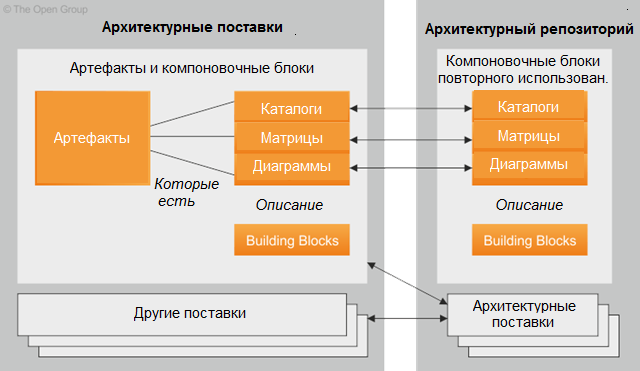 © The Open Group
Архитектурные поставки .
Архитектурный репозиторий
Артефакты и компоновочные блоки
Компоновочные блоки
повторного использован.
Артефакты
Каталоги
Матрицы
Диаграммы
Каталоги
Матрицы
Диаграммы
Которые
есть
Описание
Описание
Building Blocks
Building Blocks
Другие поставки
Архитектурные
поставки